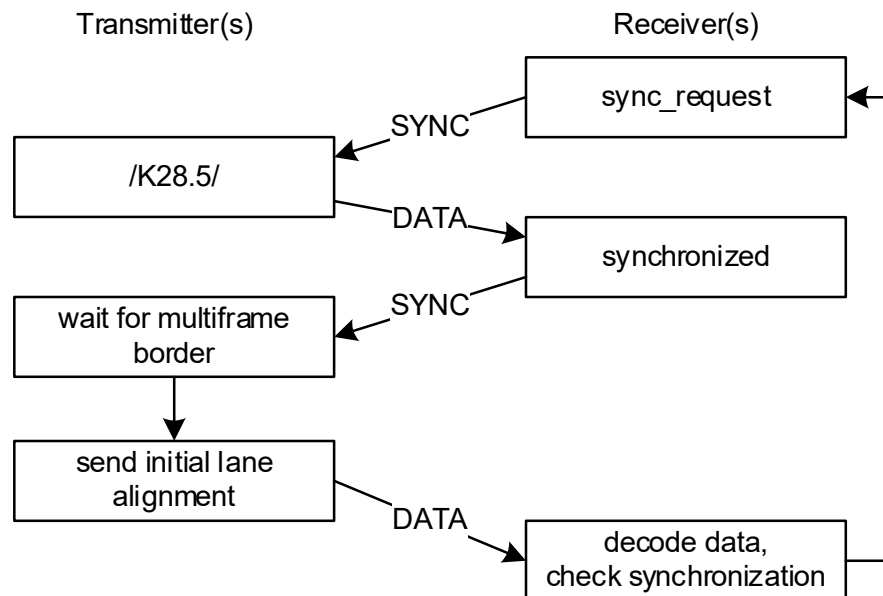 Transmitter(s)
Receiver(s)
sync_request
SYNC
/K28.5/
DATA
synchronized
SYNC
wait for multiframe
border
send initial lane
alignment
DATA
decode data,
check synchronization